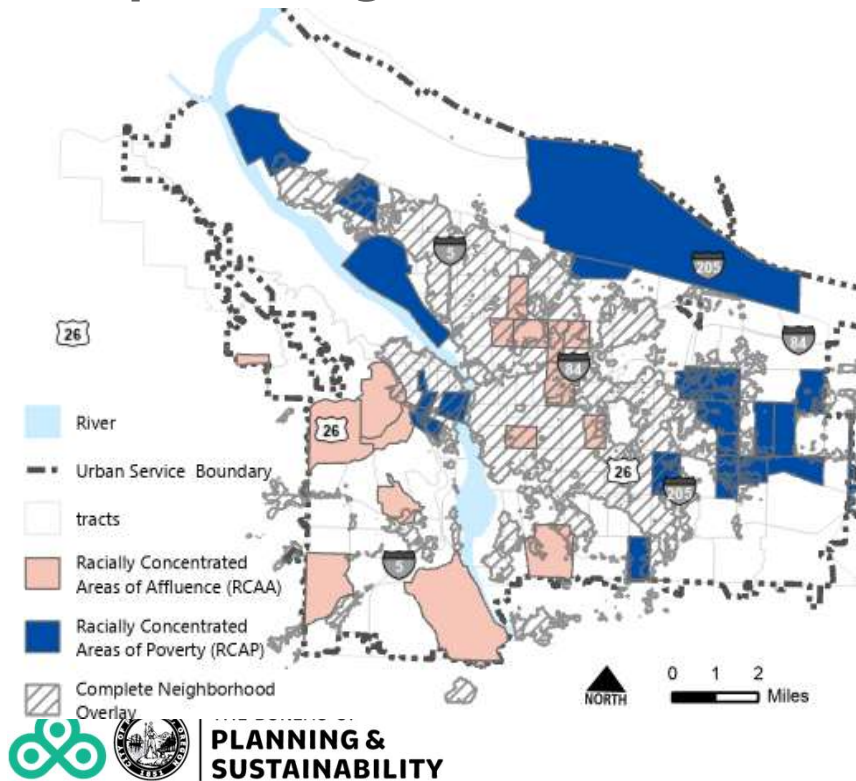 5
205
26
84
84
26
26
205
5
River
Urban Service Boundary
tracts
Racially Concentrated
Areas of Affluence (RCAA)
Racially Concentrated
Areas of Poverty (RCAP)
Complete Neighborhood
Overlay
NORTH
0 1 2
Miles
1851
PLANNING &
SUSTAINABILITY